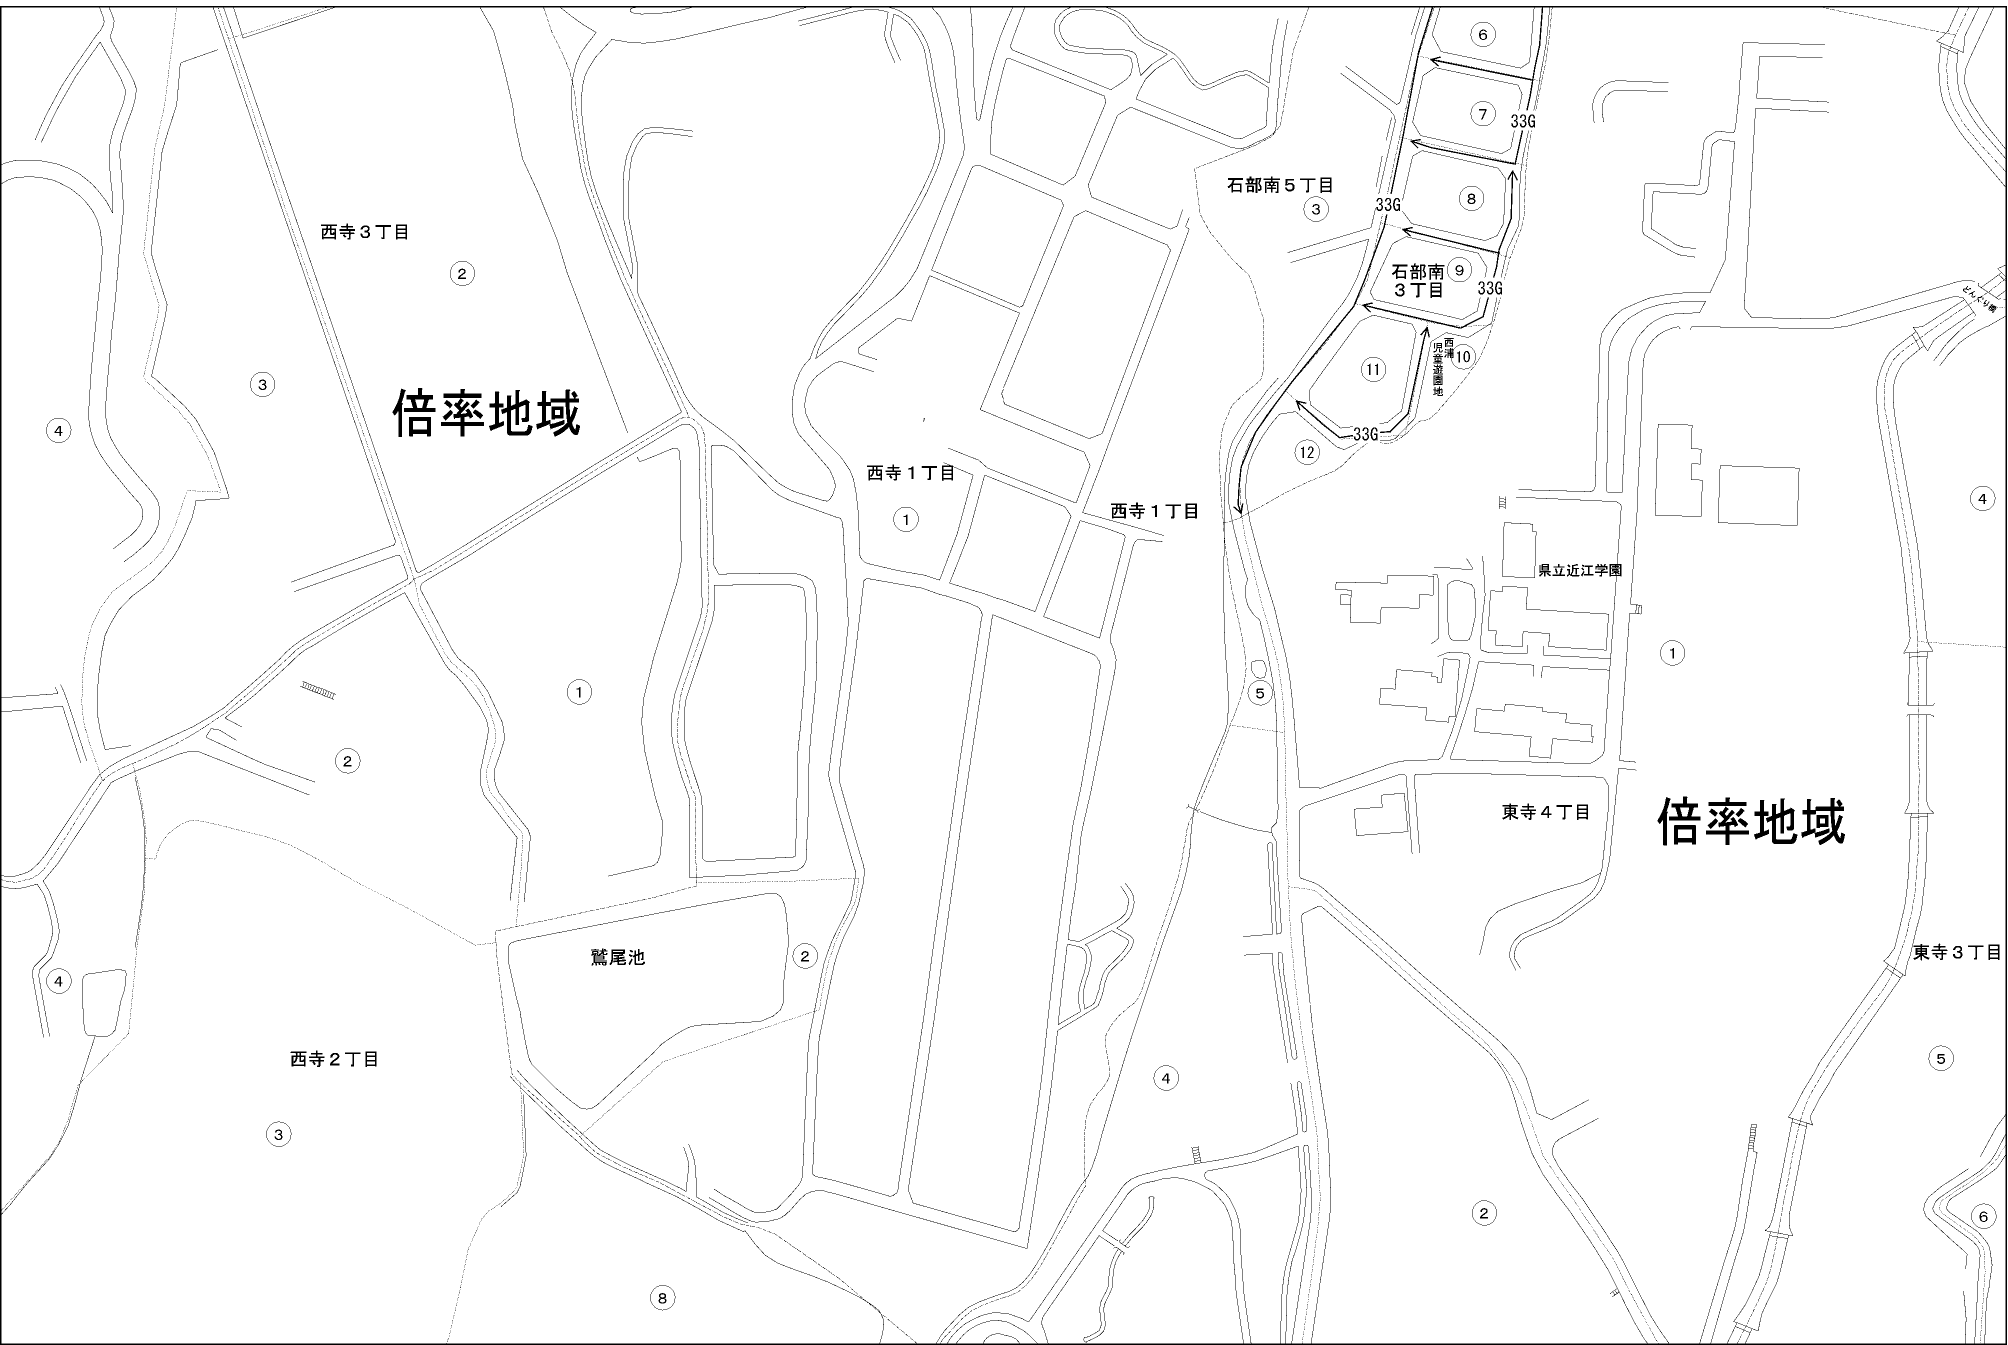 ⑥
⑦
33G
石部南５丁目
③
33G
⑧
西寺３丁目
②
石部南
３丁目
⑨
33G
どんぐり橋
③
倍率地域
④
⑪
西浦
児童遊園地
⑩
33G
⑫
西寺１丁目
①
西寺１丁目
④
県立近江学園
①
①
⑤
②
東寺４丁目
倍率地域
鷲尾池
②
東寺３丁目
④
西寺２丁目
③
④
⑤
②
⑥
⑧